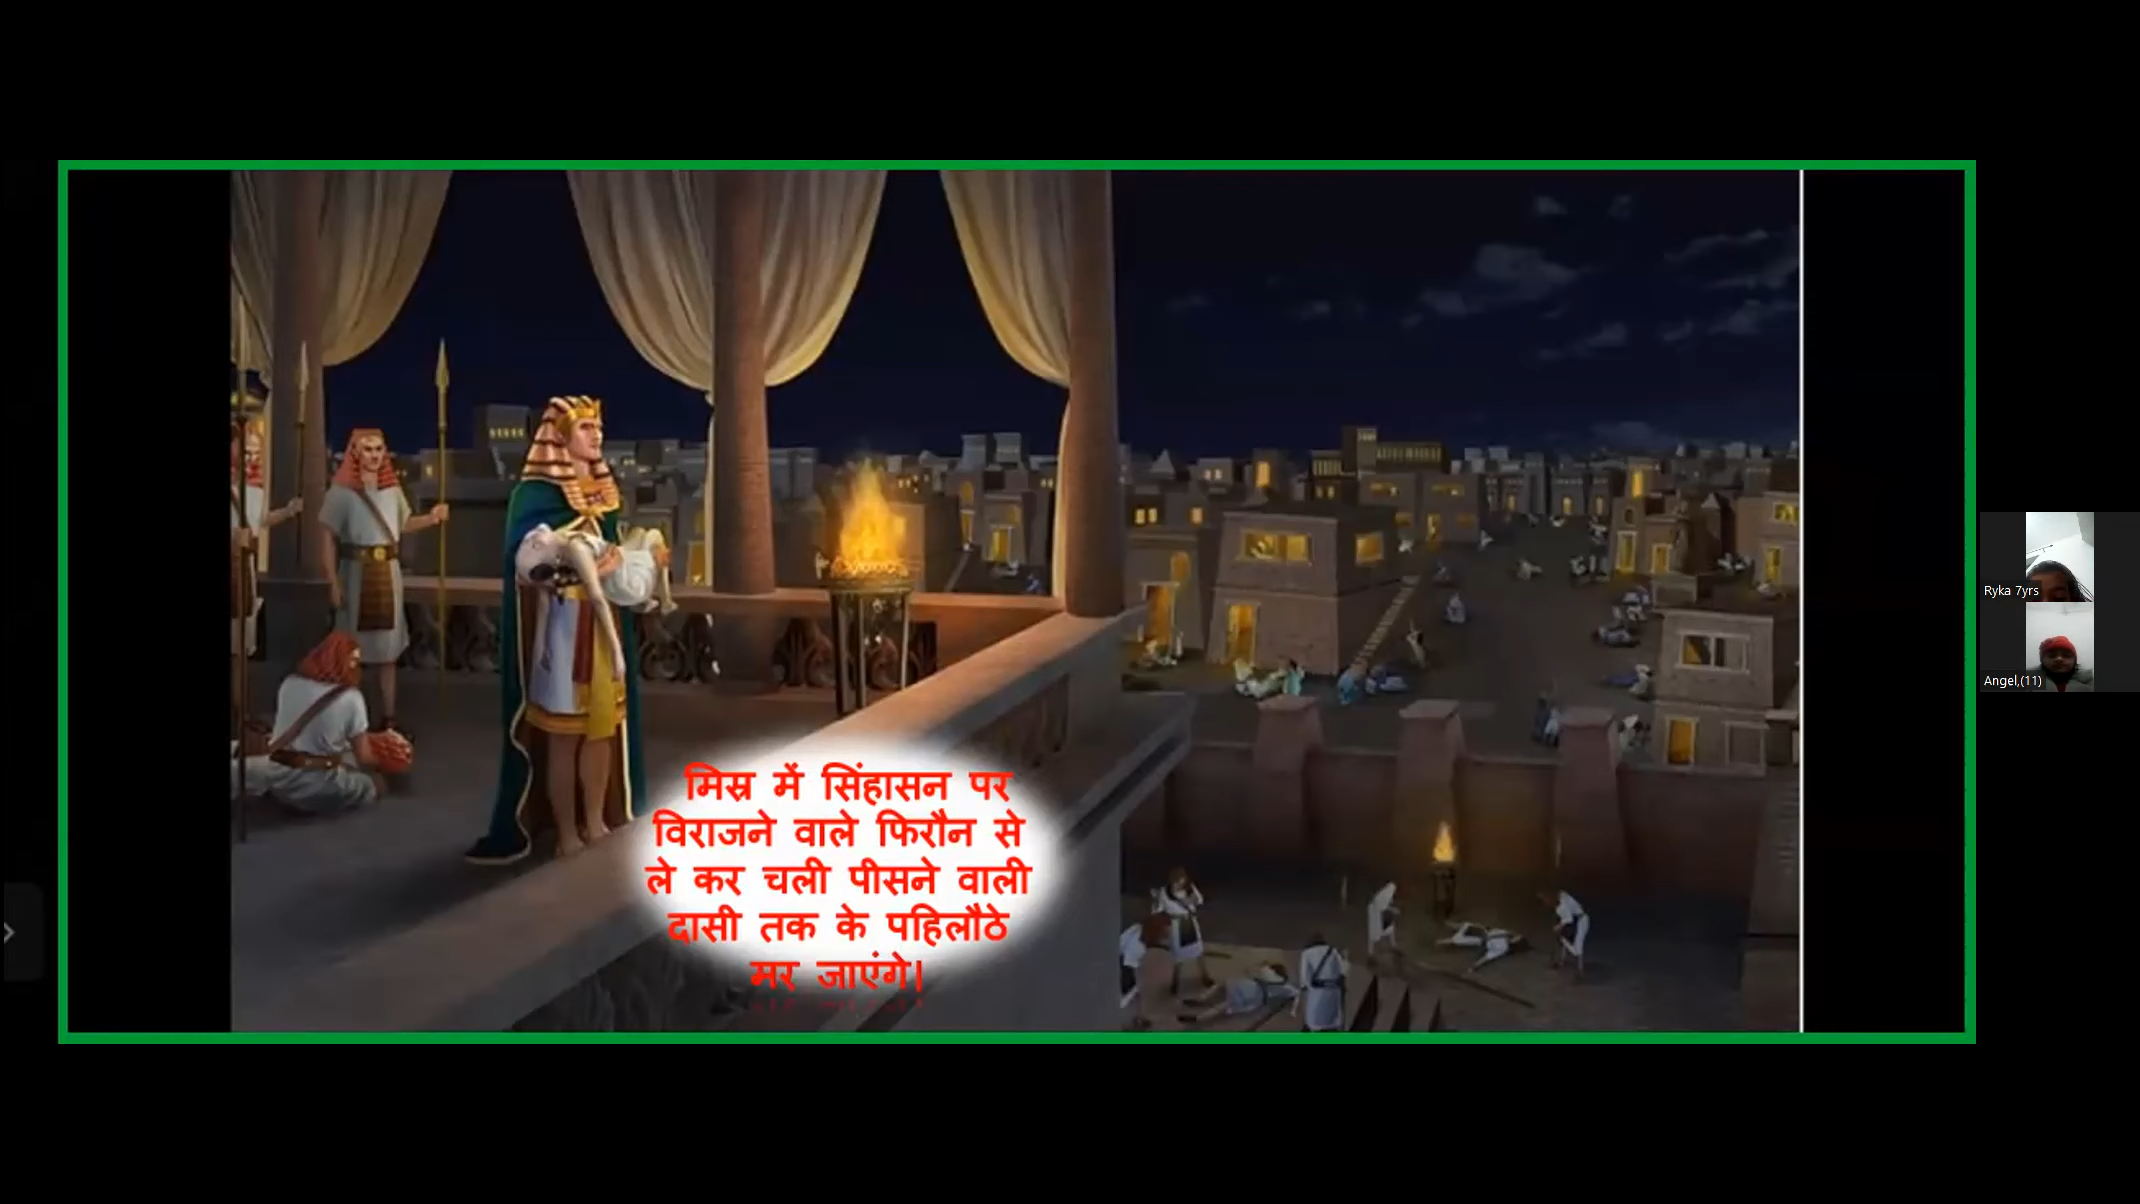 मिस्र में सिंहासन पर
विराजने वाले फिरौन से
ले कर चली पीसने वाली
दासी तक के पहिलौठे
मर जाएंगे।
Ryka 7yrs
Angel,(11)